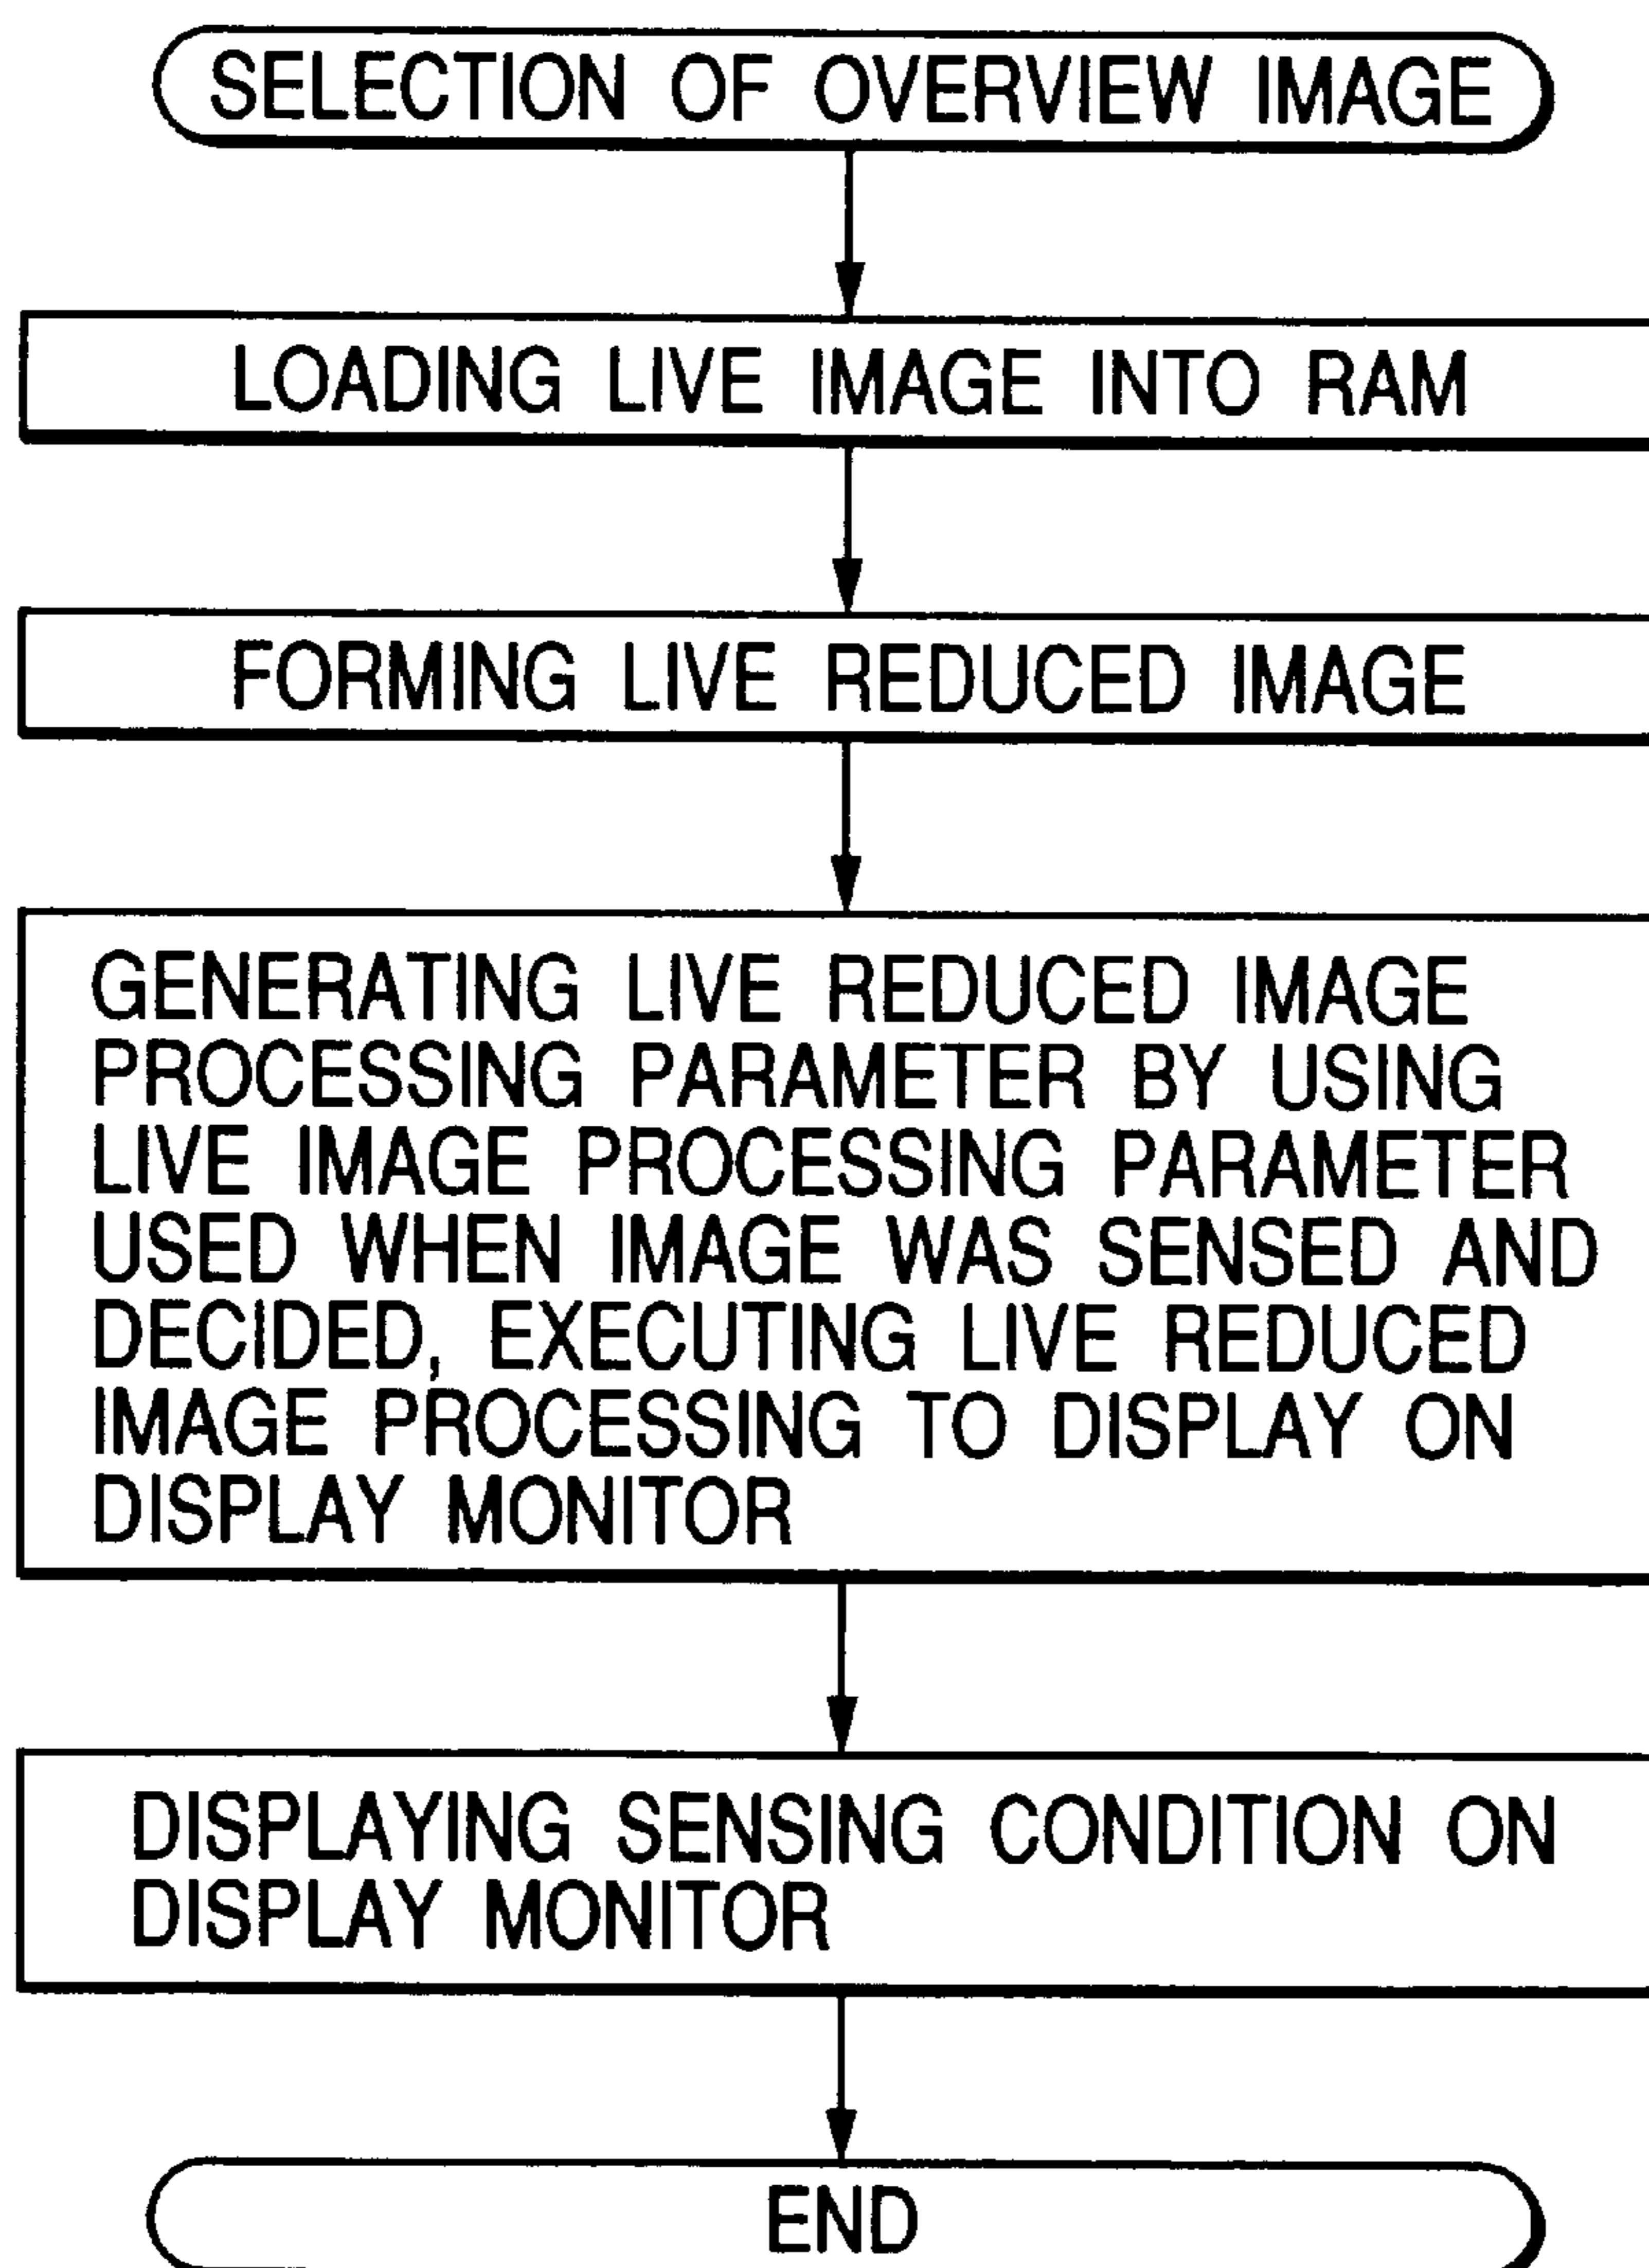 SELECTION OF OVERVIEW IMAGE
LOADING LIVE IMAGE INTO RAM
FORMING LIVE REDUCED IMAGE
GENERATING LIVE REDUCED IMAGE
PROCESSING PARAMETER BY USING
LIVE IMAGE PROCESSING PARAMETER
USED WHEN IMAGE WAS SENSED AND
DECIDED, EXECUTING LIVE REDUCED
IMAGE PROCESSING TO DISPLAY ON
DISPLAY MONITOR
DISPLAYING SENSING CONDITION ON
DISPLAY MONITOR
END